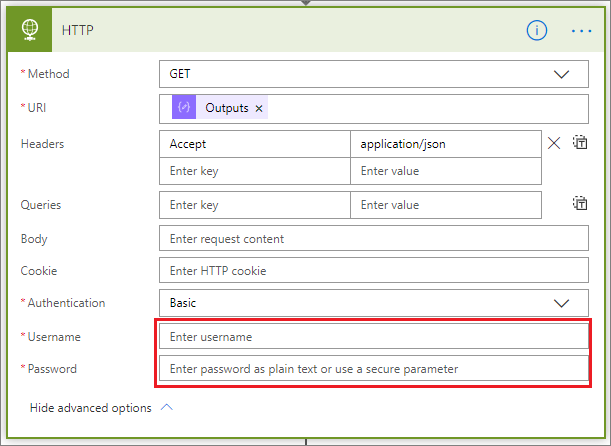 HTTP
* Method GET
* URI Outputs ×
Headers Accept application/json
Enter key Enter value
Queries Enter key Enter value
Body Enter request content
Cookie Enter HTTP cookie
* Authentication Basic
* Username Enter username
* Password Enter password as plain text or use a secure parameter
Hide advanced options